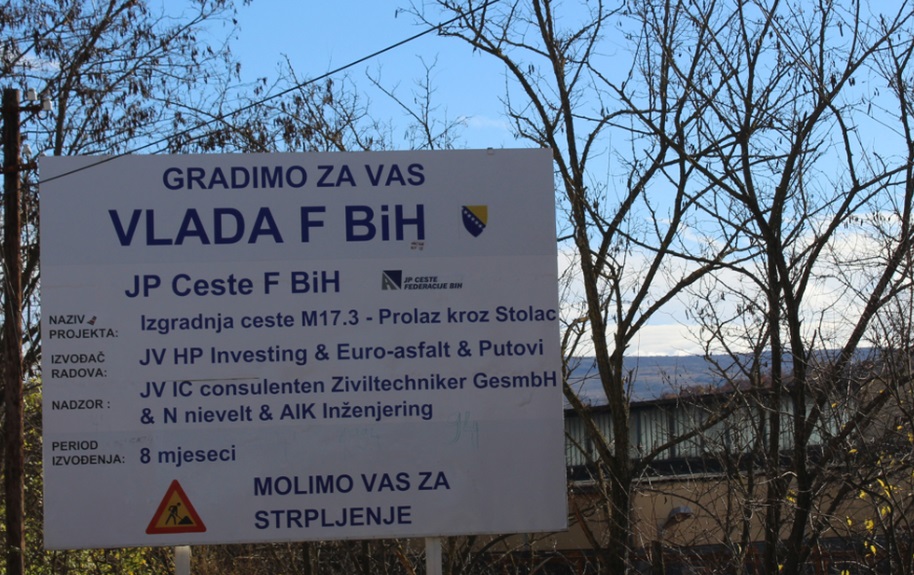 GRADIMO ZA VAS
VLADA F BiH
JP Ceste F BiH
JP CESTE
FEDERACIJE BIH
NAZIV
PROJEKTA:
Izgradnja ceste M17.3 - Prolaz kroz Stolac
IZVOĐAČ
RADOVA:
JV HP Investing & Euro-asfalt & Putovi
NADZOR :
JV IC consulenten Ziviltechniker GesmbH
& N nievelt & AIK Inženjering
PERIOD
IZVOĐENJA:
8 mjeseci
MOLIMO VAS ZA
STRPLJENJE